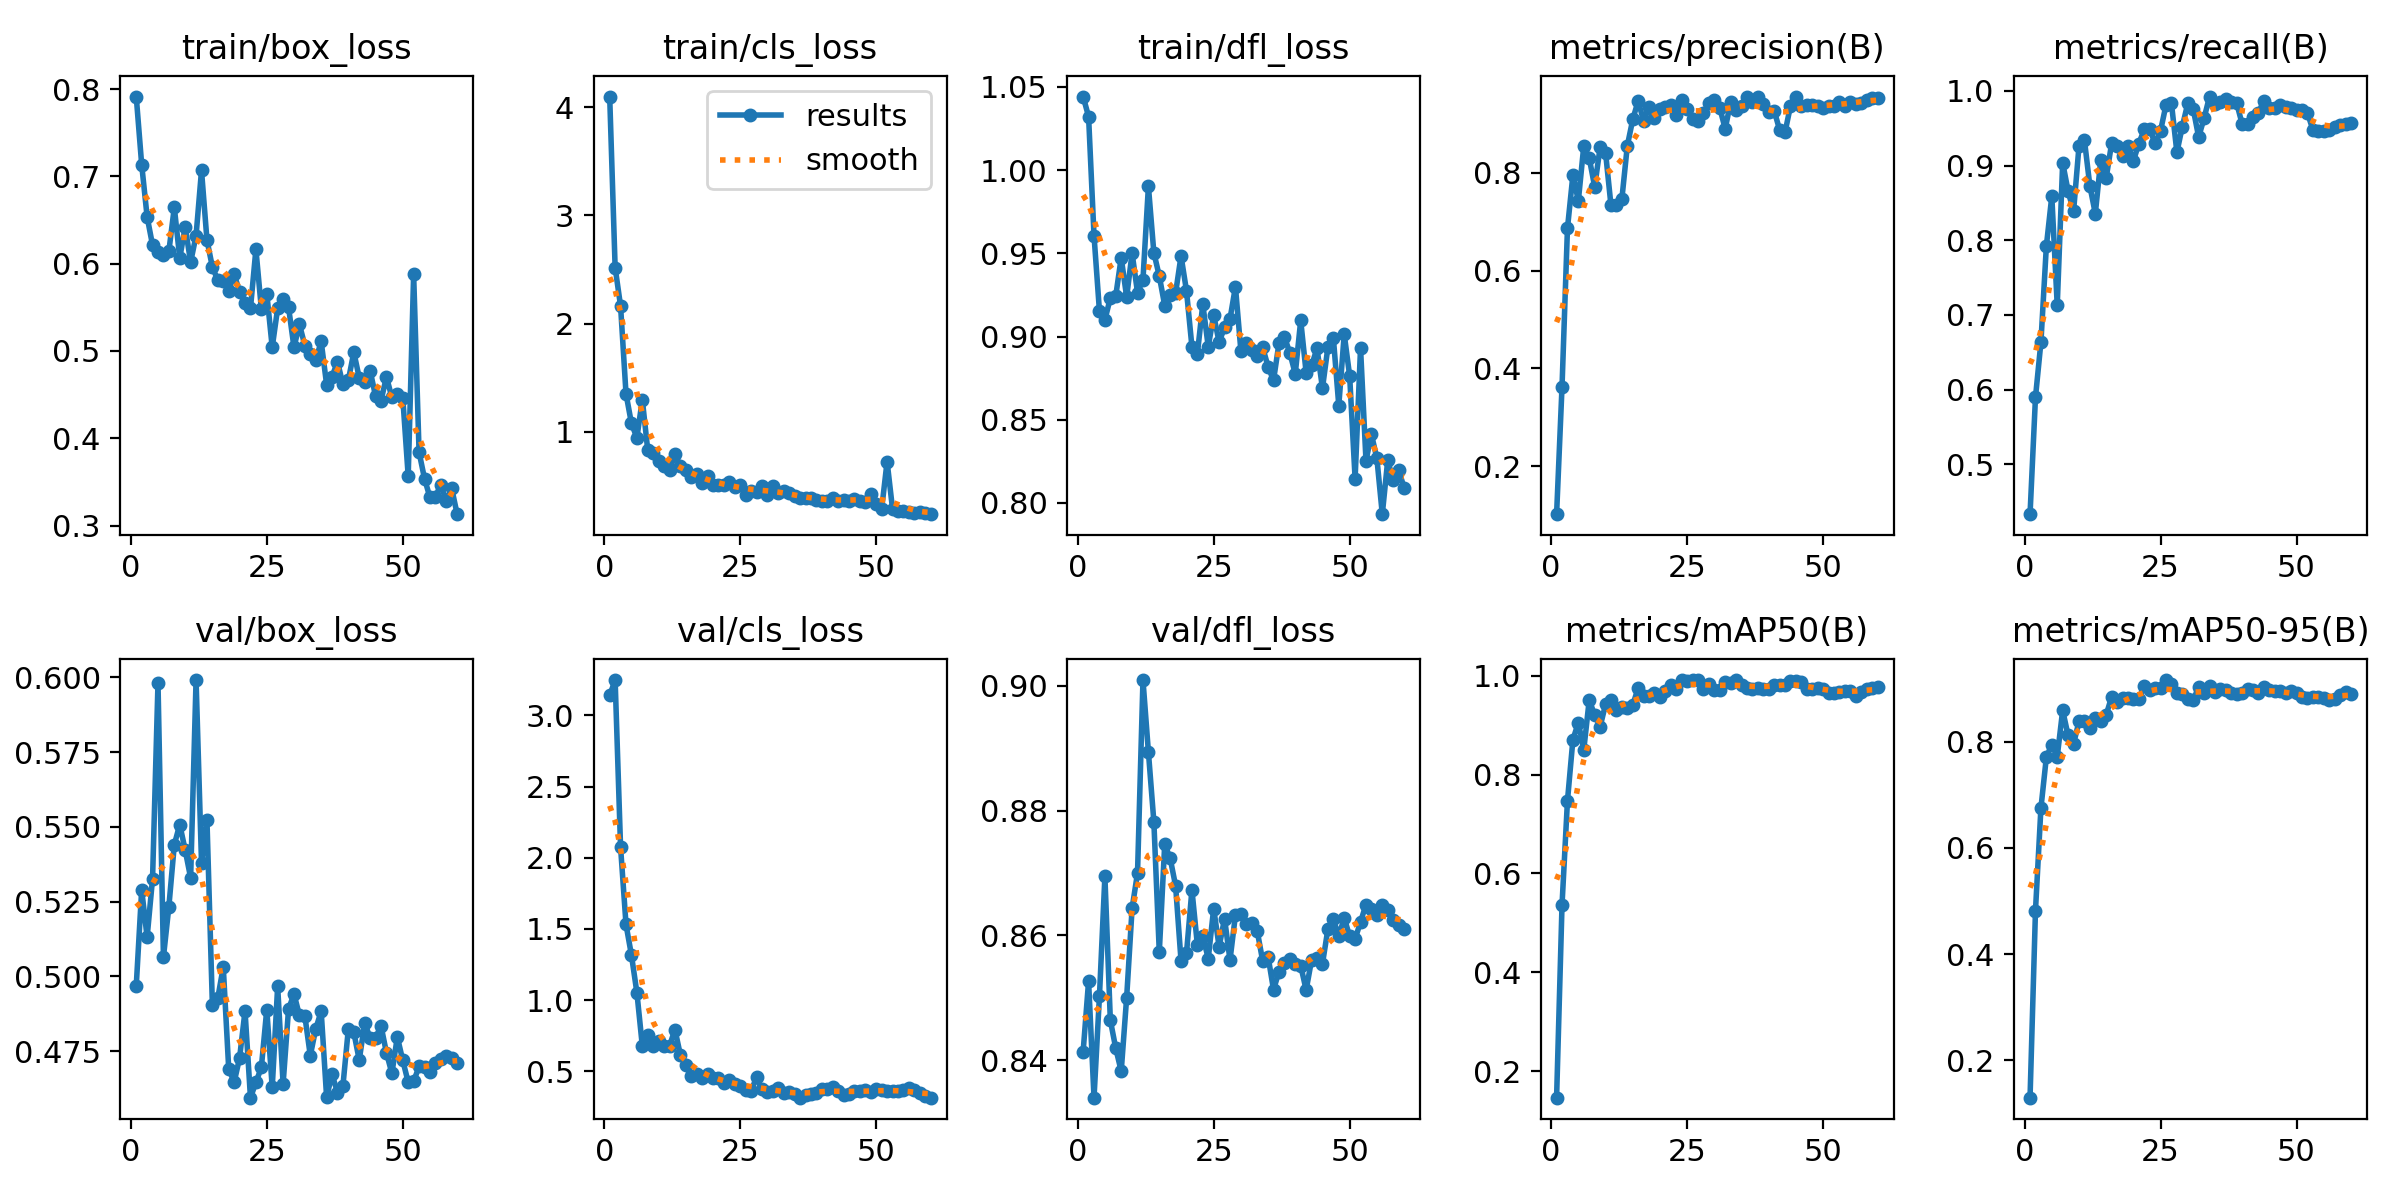 train/box_loss
0.8
0.7
0.6
0.5
0.4
0.3
0 25 50
train/cls_loss
results
smooth
4
3
2
1
0 25 50
train/dfl_loss
1.05
1.00
0.95
0.90
0.85
0.80
0 25 50
metrics/precision(B)
0.8
0.6
0.4
0.2
0 25 50
metrics/recall(B)
1.0
0.9
0.8
0.7
0.6
0.5
0 25 50
val/box_loss
0.600
0.575
0.550
0.525
0.500
0.475
0 25 50
val/cls_loss
3.0
2.5
2.0
1.5
1.0
0.5
0 25 50
val/dfl_loss
0.90
0.88
0.86
0.84
0 25 50
metrics/mAP50(B)
1.0
0.8
0.6
0.4
0.2
0 25 50
metrics/mAP50-95(B)
0.8
0.6
0.4
0.2
0 25 50